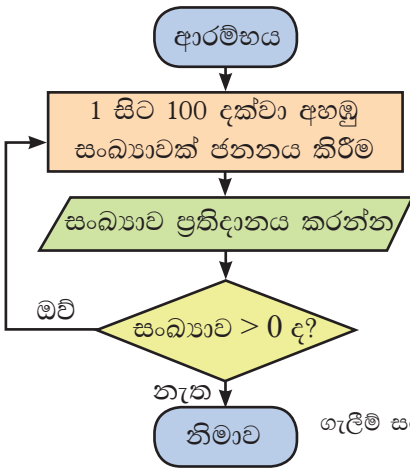 ආරම්භය
1 සිට 100 දක්වා අහඹු
සංඛ්‍යාවක් ජනනය කිරීම
සංඛ්‍යාව ප්‍රතිදානය කරන්න
ඔව්
සංඛ්‍යාව > 0 ද?
නැත
නිමාව
ගැලීම්